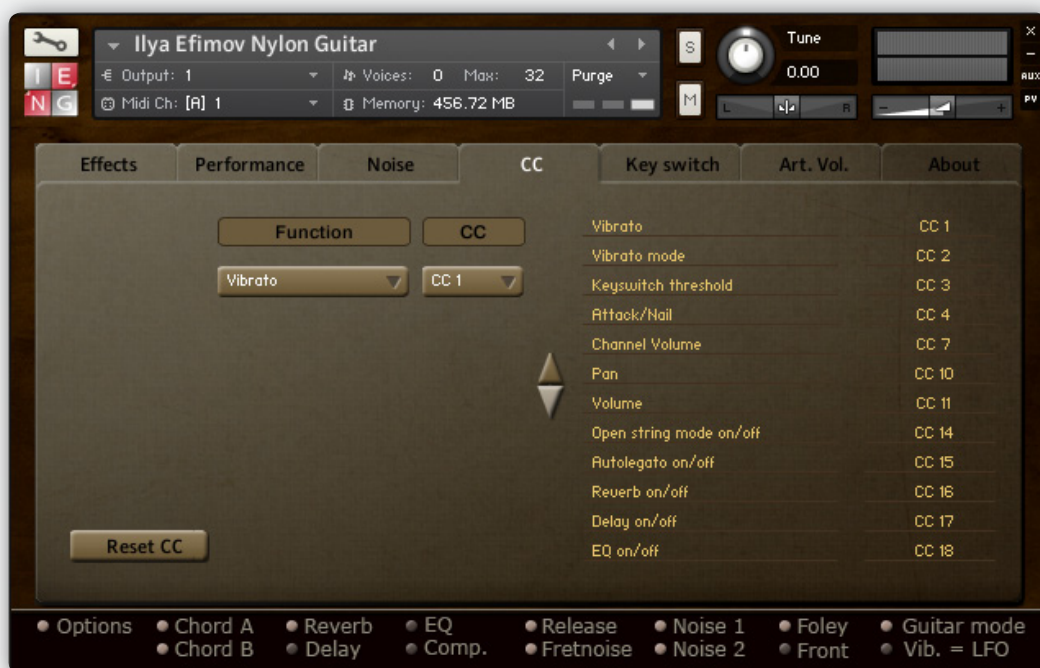 Ilya Efimov Nylon Guitar
S
Tune
×
−
I E,
N G
Output: 1
Voices: 0 Max: 32
Purge
0.00
AUX
Midi Ch: [A] 1
Memory: 456.72 MB
M
L R
− +
PV
Effects Performance Noise CC Key switch Art. Vol. About
Function CC
Vibrato CC 1
Vibrato CC 1
Vibrato mode CC 2
Keyswitch threshold CC 3
Attack/Nail CC 4
Channel Volume CC 7
Pan CC 10
Volume CC 11
Open string mode on/off CC 14
Autolegato on/off CC 15
Reverb on/off CC 16
Delay on/off CC 17
EQ on/off CC 18
Reset CC
Options Chord A Reverb EQ Release Noise 1 Foley Guitar mode
Chord B Delay Comp. Fretnoise Noise 2 Front Vib. = LFO